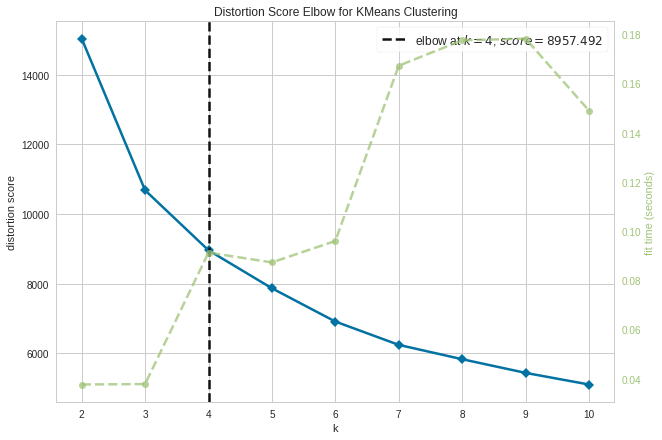 Distortion Score Elbow for KMeans Clustering
elbow at k = 4, score = 8957.492
distortion score
14000
12000
10000
8000
6000
0.18
0.16
0.14
0.12
0.10
0.08
0.06
0.04
fit time (seconds)
2 3 4 5 6 7 8 9 10
k